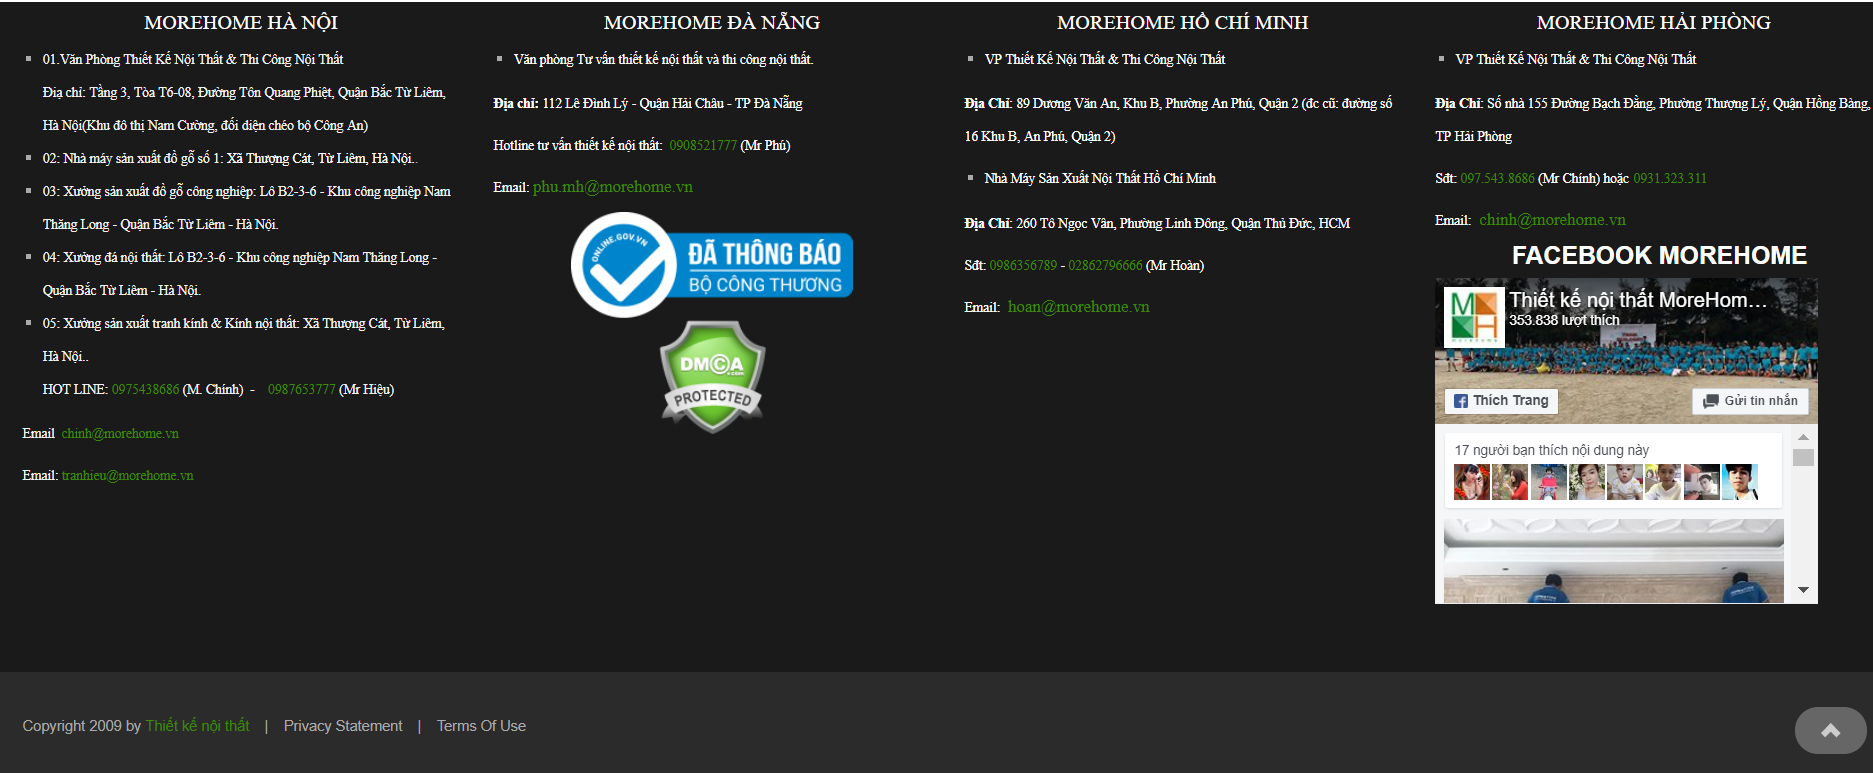 MOREHOME HÀ NỘI
01.Văn Phòng Thiết Kế Nội Thất & Thi Công Nội Thất
Địạ chỉ: Tầng 3, Tòa T6-08, Đường Tôn Quang Phiệt, Quận Bắc Từ Liêm,
Hà Nội(Khu đô thị Nam Cường, đối diện chéo bộ Công An)
02: Nhà máy sản xuất đồ gỗ số 1: Xã Thượng Cát, Từ Liêm, Hà Nội..
03: Xưởng sản xuất đồ gỗ công nghiệp: Lô B2-3-6 - Khu công nghiệp Nam
Thăng Long - Quận Bắc Từ Liêm - Hà Nội.
04: Xưởng đá nội thất: Lô B2-3-6 - Khu công nghiệp Nam Thăng Long -
Quận Bắc Từ Liêm - Hà Nội.
05: Xưởng sản xuất tranh kính & Kính nội thất: Xã Thượng Cát, Từ Liêm,
Hà Nội..
HOT LINE: 0975438686 (M. Chính) - 0987653777 (Mr Hiệu)
Email chinh@morehome.vn
Email: tranhieu@morehome.vn
MOREHOME ĐÀ NẴNG
Văn phòng Tư vấn thiết kế nội thất và thi công nội thất.
Địa chỉ: 112 Lê Đình Lý - Quận Hải Châu - TP Đà Nẵng
Hotline tư vấn thiết kế nội thất: 0908521777 (Mr Phú)
Email: phu.mh@morehome.vn
ONLINE.GOV.VN
ĐÃ THÔNG BÁO
BỘ CÔNG THƯƠNG
DMCA
.com
PROTECTED
MOREHOME HỒ CHÍ MINH
VP Thiết Kế Nội Thất & Thi Công Nội Thất
Địa Chỉ: 89 Dương Văn An, Khu B, Phường An Phú, Quận 2 (đc cũ: đường số
16 Khu B, An Phú, Quận 2)
Nhà Máy Sản Xuất Nội Thất Hồ Chí Minh
Địa Chỉ: 260 Tô Ngọc Vân, Phường Linh Đông, Quận Thủ Đức, HCM
Sđt: 0986356789 - 02862796666 (Mr Hoàn)
Email: hoan@morehome.vn
MOREHOME HẢI PHÒNG
VP Thiết Kế Nội Thất & Thi Công Nội Thất
Địa Chỉ: Số nhà 155 Đường Bạch Đằng, Phường Thượng Lý, Quận Hồng Bàng,
TP Hải Phòng
Sđt: 097.543.8686 (Mr Chính) hoặc 0931.323.311
Email: chinh@morehome.vn
FACEBOOK MOREHOME
Thiết kế nội thất MoreHom…
353.838 lượt thích
Thích Trang
Gửi tin nhắn
17 người bạn thích nội dung này
Copyright 2009 by Thiết kế nội thất | Privacy Statement | Terms Of Use